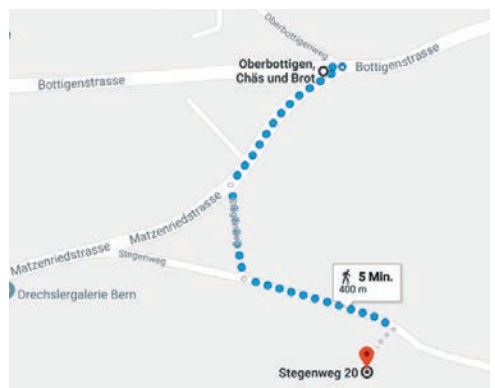 Oberbottigenweg
Oberbottigen,
Chäs und Brot
Bottigenstrasse
Bottigenstrasse
Matzenriedstrasse
Matzenriedstrasse
Stegenweg
5 Min.
400 m
Drechslergalerie Bern
Stegenweg 20